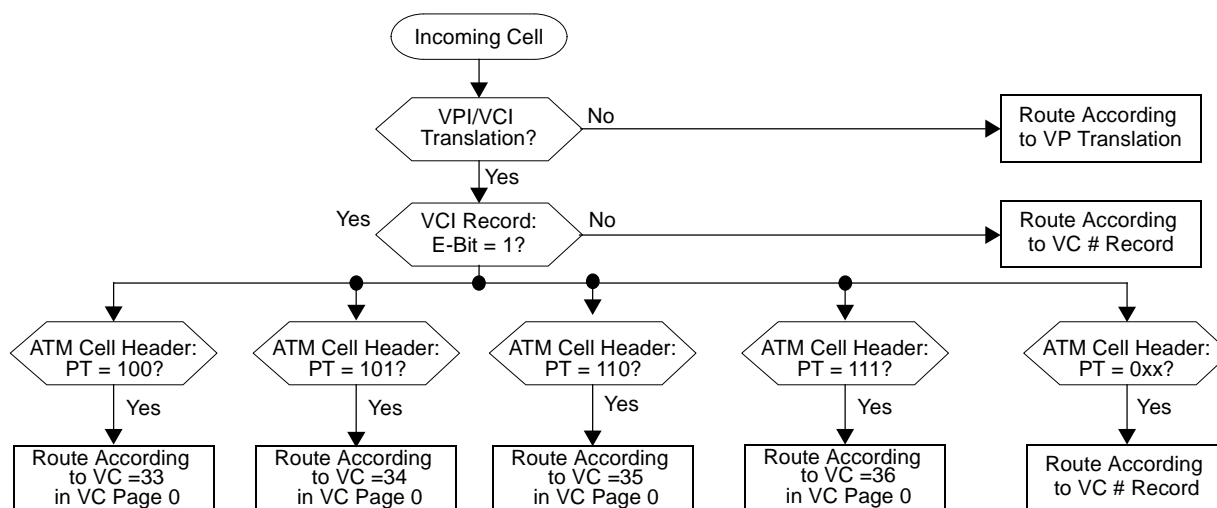 Incoming Cell
VPI/VCI
Translation?
No
Route According
to VP Translation
Yes
Yes
VCI Record:
E-Bit = 1?
No
Route According
to VC # Record
ATM Cell Header:
PT = 100?
ATM Cell Header:
PT = 101?
ATM Cell Header:
PT = 110?
ATM Cell Header:
PT = 111?
ATM Cell Header:
PT = 0xx?
Yes
Yes
Yes
Yes
Yes
Route According
to VC =33
in VC Page 0
Route According
to VC =34
in VC Page 0
Route According
to VC =35
in VC Page 0
Route According
to VC =36
in VC Page 0
Route According
to VC # Record